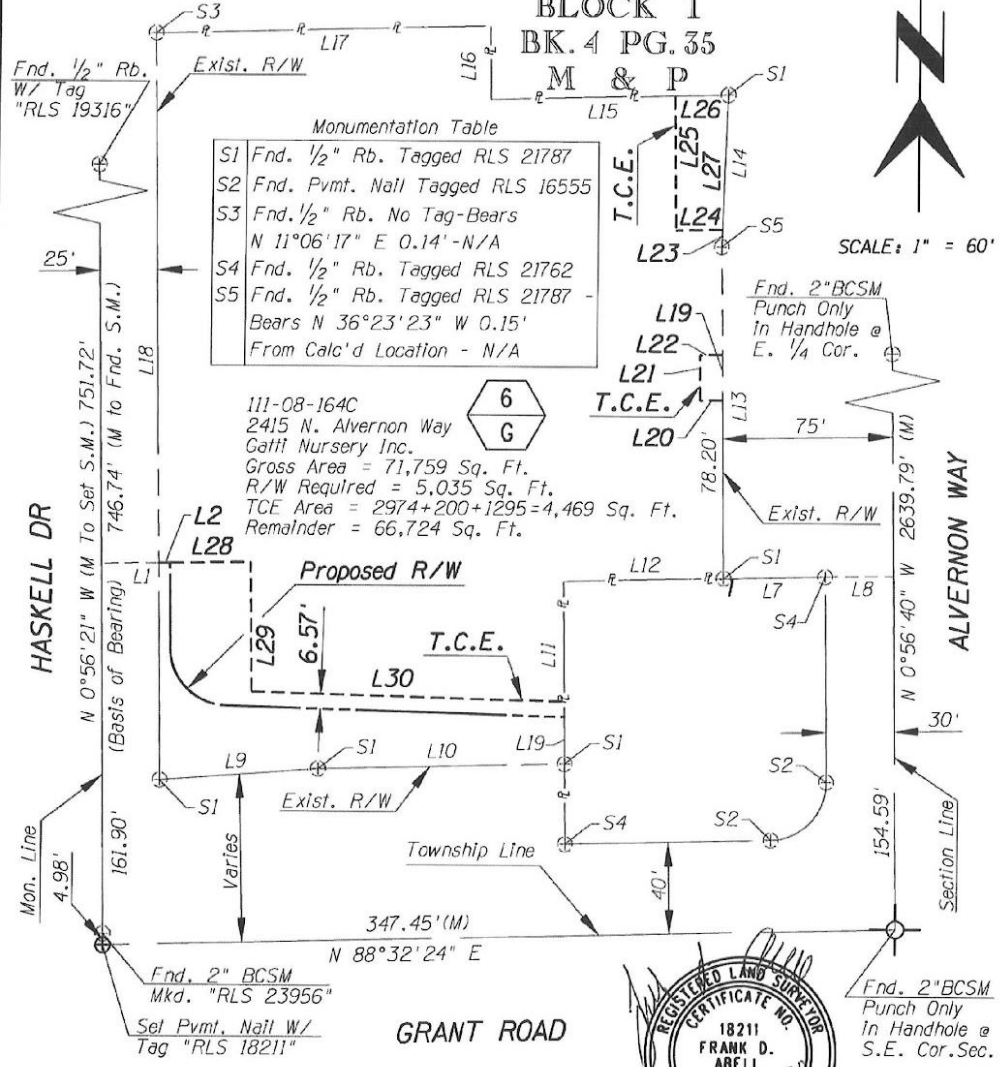 BLOCK 1
BK. 4 PG. 35
M & P
N
S3
L17
L16
Fnd. 1/2" Rb.
W/ Tag
"RLS 19316"
Exist. R/W
L15
S1
L26
L25
L27
L14
T.C.E.
L24
L23
S5
Monumentation Table
S1 Fnd. 1/2" Rb. Tagged RLS 21787
S2 Fnd. Pvmt. Nail Tagged RLS 16555
S3 Fnd. 1/2" Rb. No Tag-Bears
N 11°06'17" E 0.14'-N/A
S4 Fnd. 1/2" Rb. Tagged RLS 21762
S5 Fnd. 1/2" Rb. Tagged RLS 21787 -
Bears N 36°23'23" W 0.15'
From Calc'd Location - N/A
SCALE: 1" = 60'
25'
L18
Fnd. 2"BCSM
Punch Only
in Handhole @
E. 1/4 Cor.
L19
L22
L21
T.C.E.
L20
L13
75'
78.20'
Exist. R/W
111-08-164C
2415 N. Alvernon Way
Gatti Nursery Inc.
Gross Area = 71,759 Sq. Ft.
R/W Required = 5,035 Sq. Ft.
TCE Area = 2974+200+1295=4,469 Sq. Ft.
Remainder = 66,724 Sq. Ft.
6
G
HASKELL DR
N 0°56'21" W (M To Set S.M.) 751.72'
(Basis of Bearing) 746.74' (M to Fnd. S.M.)
ALVERNON WAY
N 0°56'40" W 2639.79' (M)
L2
L28
L1
Proposed R/W
L29
6.57'
T.C.E.
L30
L12
S1
L7
L8
S4
L11
30'
L19
S1
L9
S1
L10
S1
Exist. R/W
S2
S4
S2
Mon. Line
4.98'
161.90'
Varies
Township Line
40'
154.59'
Section Line
347.45'(M)
N 88°32'24" E
Fnd. 2" BCSM
Mkd. "RLS 23956"
Set Pvmt. Nail W/
Tag "RLS 18211"
GRANT ROAD
REGISTERED LAND SURVEYOR
CERTIFICATE NO.
18211
FRANK D.
ABELL
Fnd. 2"BCSM
Punch Only
in Handhole @
S.E. Cor.Sec.